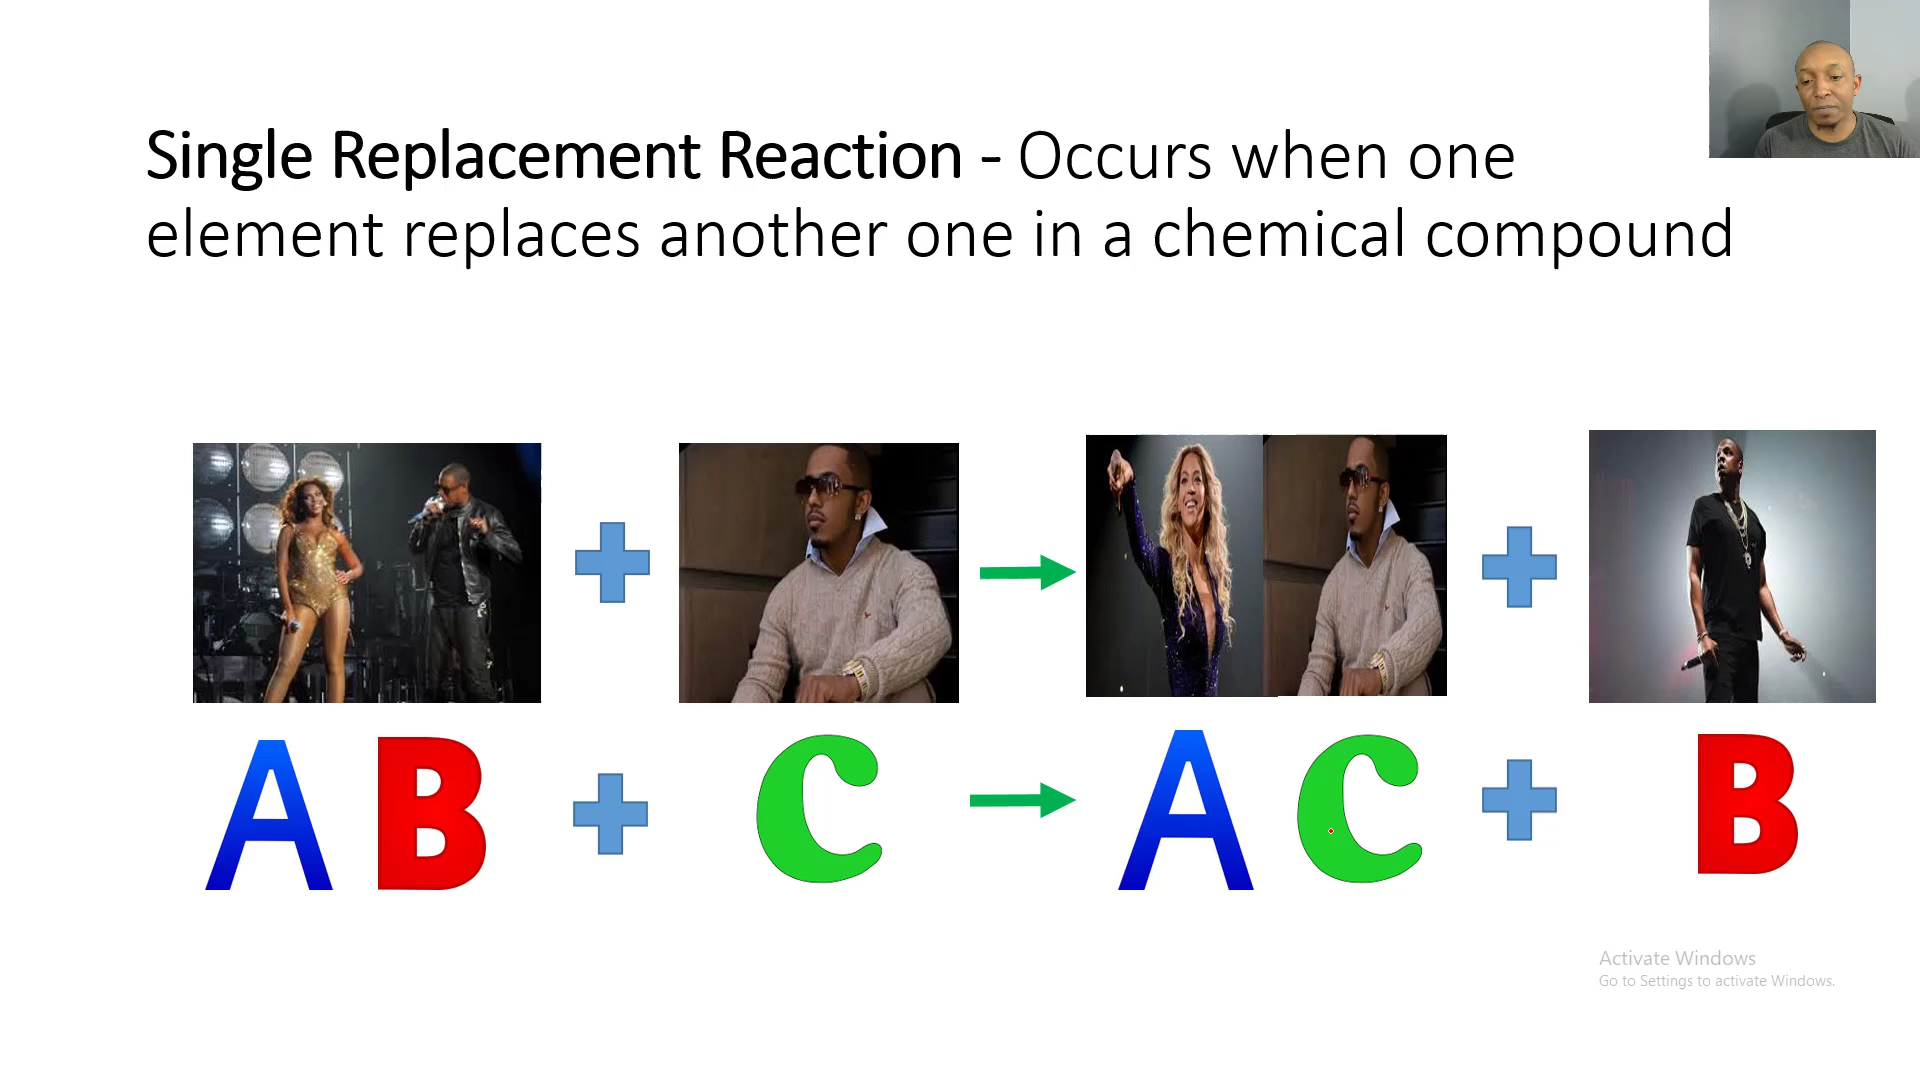 Single Replacement Reaction - Occurs when one
element replaces another one in a chemical compound
A B C A C B
Activate Windows
Go to Settings to activate Windows.